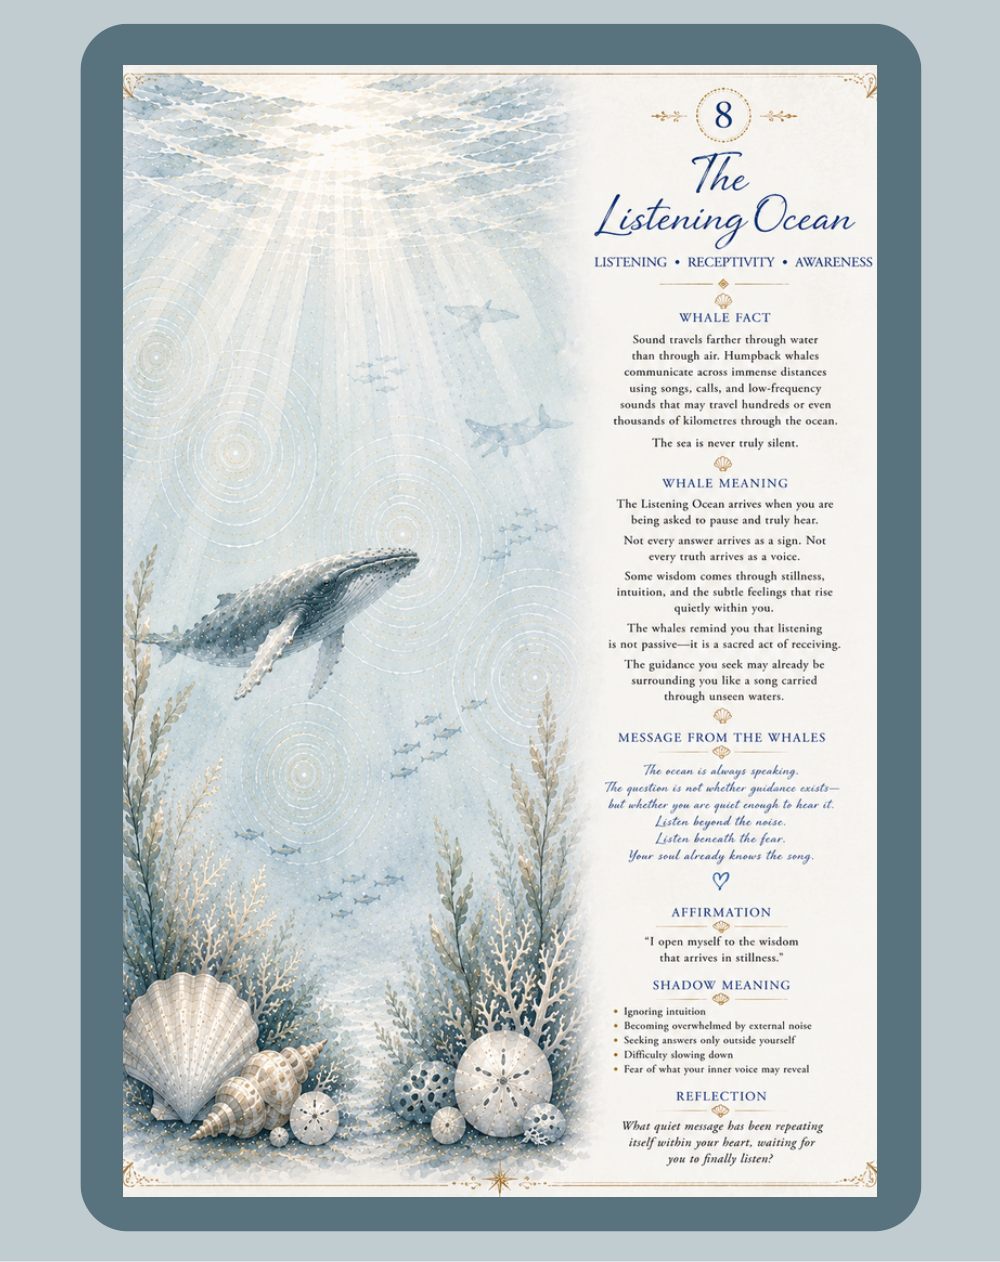 8
The
Listening Ocean
LISTENING • RECEPTIVITY • AWARENESS
WHALE FACT
Sound travels farther through water
than through air. Humpback whales
communicate across immense distances
using songs, calls, and low-frequency
sounds that may travel hundreds or even
thousands of kilometres through the ocean.
The sea is never truly silent.
WHALE MEANING
The Listening Ocean arrives when you are
being asked to pause and truly hear.
Not every answer arrives as a sign. Not
every truth arrives as a voice.
Some wisdom comes through stillness,
intuition, and the subtle feelings that rise
quietly within you.
The whales remind you that listening
is not passive—it is a sacred act of receiving.
The guidance you seek may already be
surrounding you like a song carried
through unseen waters.
MESSAGE FROM THE WHALES
The ocean is always speaking.
The question is not whether guidance exists—
but whether you are quiet enough to hear it.
Listen beyond the noise.
Listen beneath the fear.
Your soul already knows the song.
AFFIRMATION
“I open myself to the wisdom
that arrives in stillness.”
SHADOW MEANING
• Ignoring intuition
• Becoming overwhelmed by external noise
• Seeking answers only outside yourself
• Difficulty slowing down
• Fear of what your inner voice may reveal
REFLECTION
What quiet message has been repeating
itself within your heart, waiting for
you to finally listen?